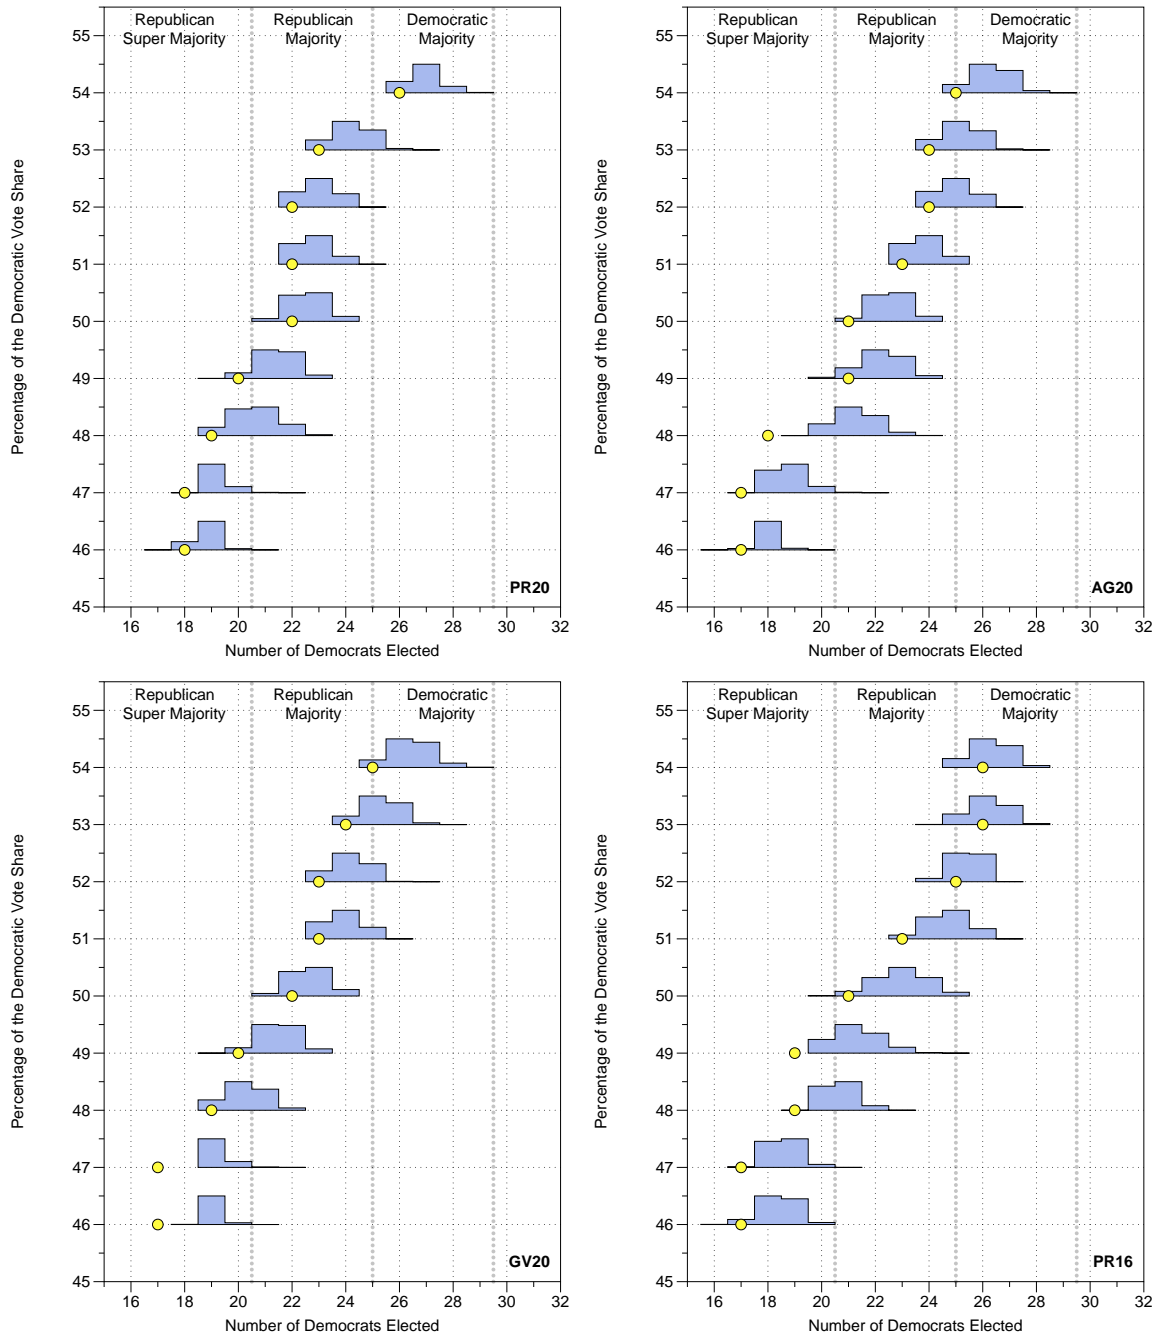 Republican
Super Majority
Republican
Majority
Democratic
Majority
55
54
53
52
51
50
49
48
47
46
45
Percentage of the Democratic Vote Share
PR20
16 18 20 22 24 26 28 30 32
Number of Democrats Elected
Republican
Super Majority
Republican
Majority
Democratic
Majority
55
54
53
52
51
50
49
48
47
46
45
Percentage of the Democratic Vote Share
AG20
16 18 20 22 24 26 28 30 32
Number of Democrats Elected
Republican
Super Majority
Republican
Majority
Democratic
Majority
55
54
53
52
51
50
49
48
47
46
45
Percentage of the Democratic Vote Share
GV20
16 18 20 22 24 26 28 30 32
Number of Democrats Elected
Republican
Super Majority
Republican
Majority
Democratic
Majority
55
54
53
52
51
50
49
48
47
46
45
Percentage of the Democratic Vote Share
PR16
16 18 20 22 24 26 28 30 32
Number of Democrats Elected